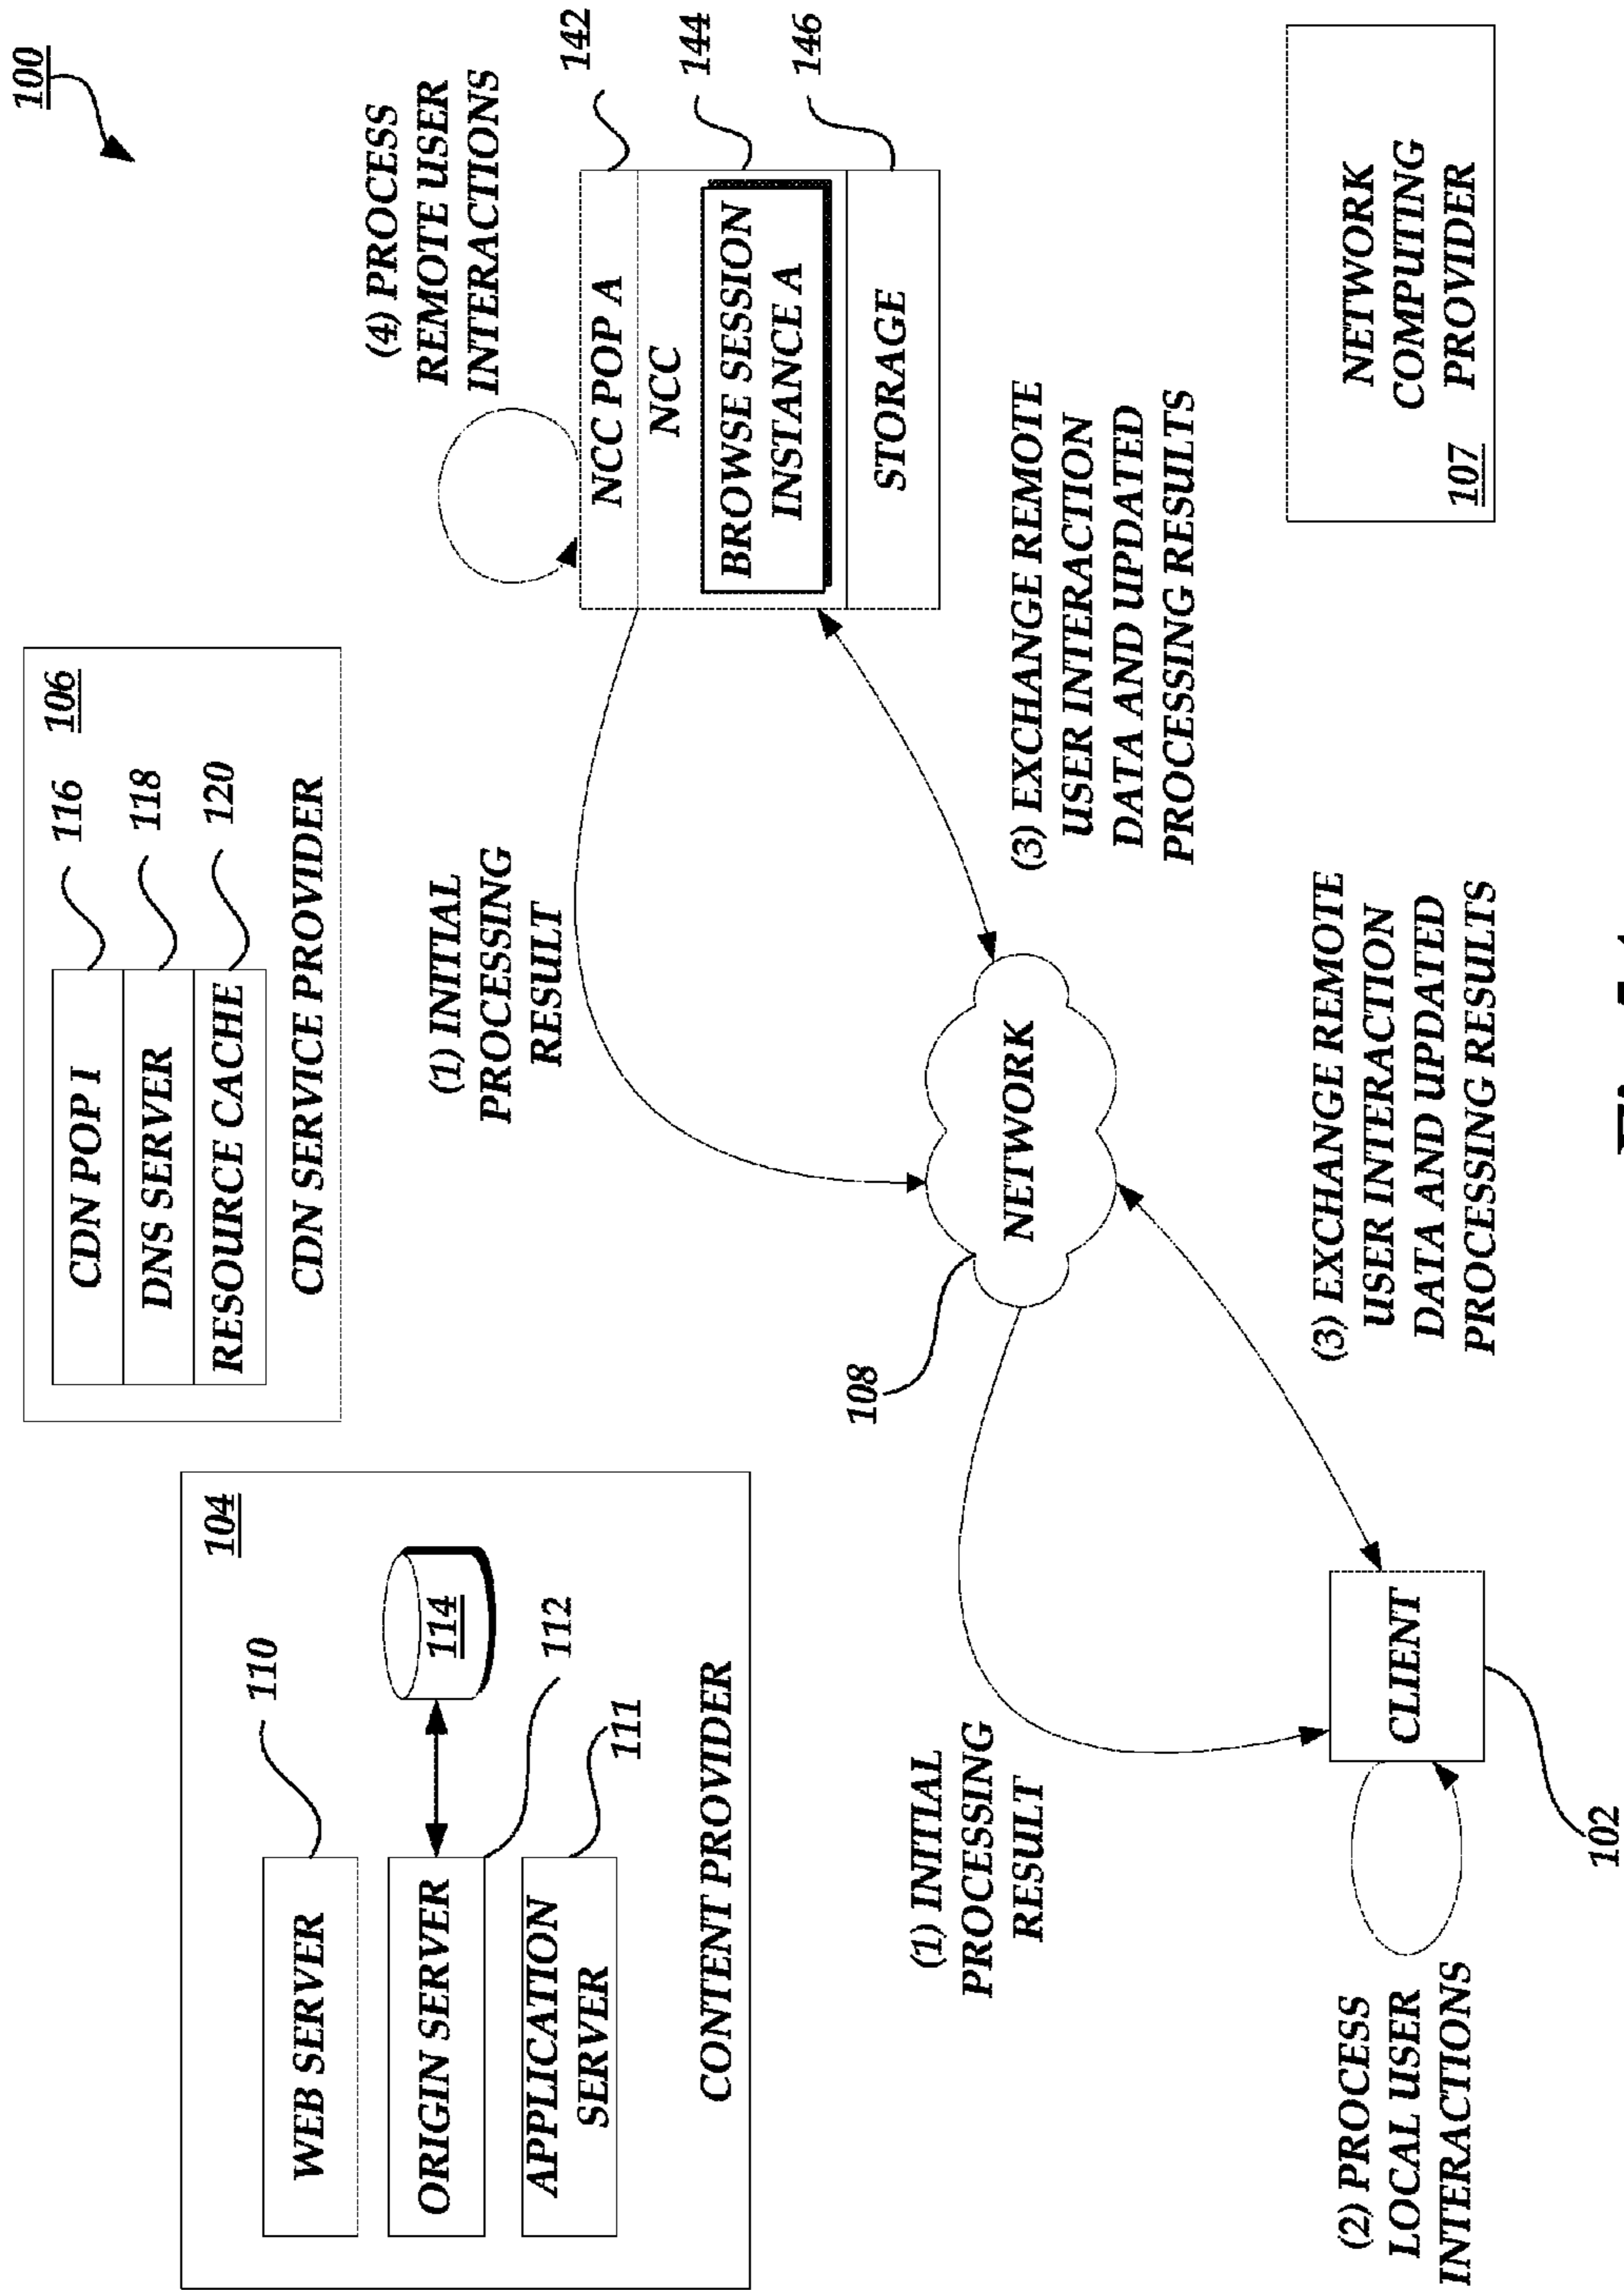 100
104
WEB SERVER
110
ORIGIN SERVER
114
112
APPLICATION
SERVER
111
CONTENT PROVIDER
106
CDN POP 1
116
DNS SERVER
118
RESOURCE CACHE
120
CDN SERVICE PROVIDER
(4) PROCESS
REMOTE USER
INTERACTIONS
NCC POP A
142
NCC
144
BROWSE SESSION
INSTANCE A
STORAGE
146
(1) INITIAL
PROCESSING
RESULT
108
NETWORK
(3) EXCHANGE REMOTE
USER INTERACTION
DATA AND UPDATED
PROCESSING RESULTS
(1) INITIAL
PROCESSING
RESULT
(2) PROCESS
LOCAL USER
INTERACTIONS
CLIENT
102
(3) EXCHANGE REMOTE
USER INTERACTION
DATA AND UPDATED
PROCESSING RESULTS
NETWORK
COMPUTING
PROVIDER
107